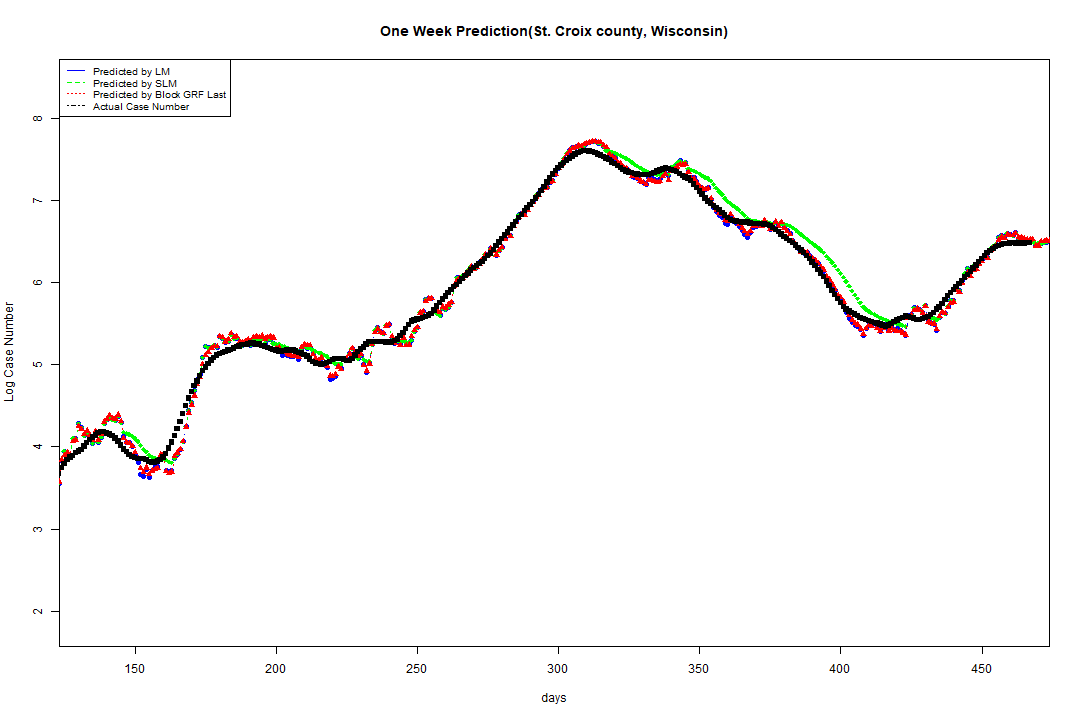 One Week Prediction(St. Croix county, Wisconsin)
Predicted by LM
Predicted by SLM
Predicted by Block GRF Last
Actual Case Number
8
7
6
5
4
3
2
Log Case Number
150 200 250 300 350 400 450
days